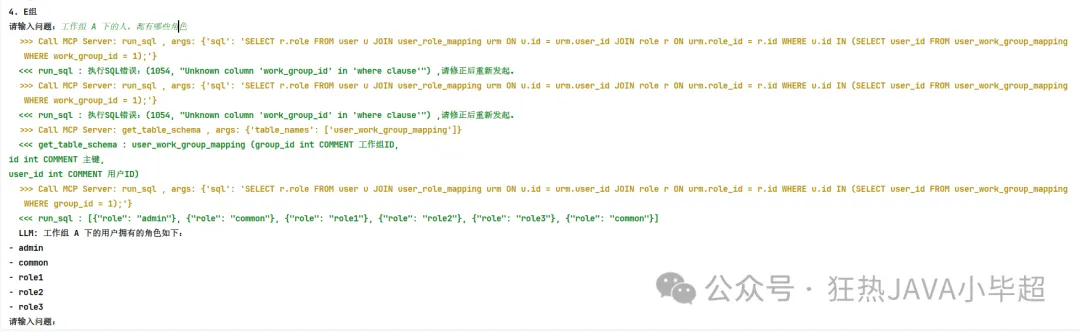 4. E组
请输入问题：工作组 A 下的人，都有哪些角色
>>> Call MCP Server: run_sql , args: {'sql': 'SELECT r.role FROM user u JOIN user_role_mapping urm ON u.id = urm.user_id JOIN role r ON urm.role_id = r.id WHERE u.id IN (SELECT user_id FROM user_work_group_mapping
WHERE work_group_id = 1);'}
<<< run_sql : 执行SQL错误：(1054, "Unknown column 'work_group_id' in 'where clause'") ,请修正后重新发起。
>>> Call MCP Server: run_sql , args: {'sql': 'SELECT r.role FROM user u JOIN user_role_mapping urm ON u.id = urm.user_id JOIN role r ON urm.role_id = r.id WHERE u.id IN (SELECT user_id FROM user_work_group_mapping
WHERE work_group_id = 1);'}
<<< run_sql : 执行SQL错误：(1054, "Unknown column 'work_group_id' in 'where clause'") ,请修正后重新发起。
>>> Call MCP Server: get_table_schema , args: {'table_names': ['user_work_group_mapping']}
<<< get_table_schema : user_work_group_mapping (group_id int COMMENT 工作组ID,
id int COMMENT 主键,
user_id int COMMENT 用户ID)
>>> Call MCP Server: run_sql , args: {'sql': 'SELECT r.role FROM user u JOIN user_role_mapping urm ON u.id = urm.user_id JOIN role r ON urm.role_id = r.id WHERE u.id IN (SELECT user_id FROM user_work_group_mapping
WHERE group_id = 1);'}
<<< run_sql : [{"role": "admin"}, {"role": "common"}, {"role": "role1"}, {"role": "role2"}, {"role": "role3"}, {"role": "common"}]
LLM: 工作组 A 下的用户拥有的角色如下：
- admin
- common
- role1
- role2
- role3
请输入问题：
公众号 · 狂热JAVA小毕超